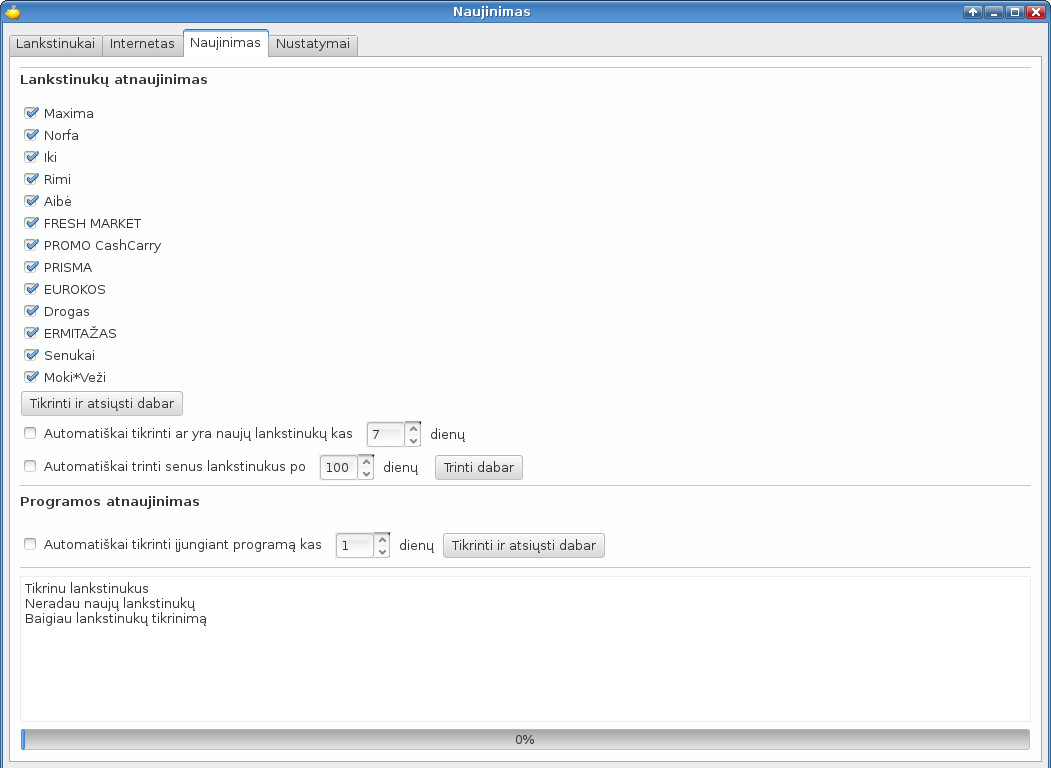 Naujinimas
Lankstinukai Internetas Naujinimas Nustatymai
Lankstinukų atnaujinimas
Maxima
Norfa
Iki
Rimi
Aibė
FRESH MARKET
PROMO CashCarry
PRISMA
EUROKOS
Drogas
ERMITAŽAS
Senukai
Moki*Veži
Tikrinti ir atsiųsti dabar
Automatiškai tikrinti ar yra naujų lankstinukų kas 7 dienų
Automatiškai trinti senus lankstinukus po 100 dienų Trinti dabar
Programos atnaujinimas
Automatiškai tikrinti įjungiant programą kas 1 dienų Tikrinti ir atsiųsti dabar
Tikrinu lankstinukus
Neradau naujų lankstinukų
Baigiau lankstinukų tikrinimą
0%